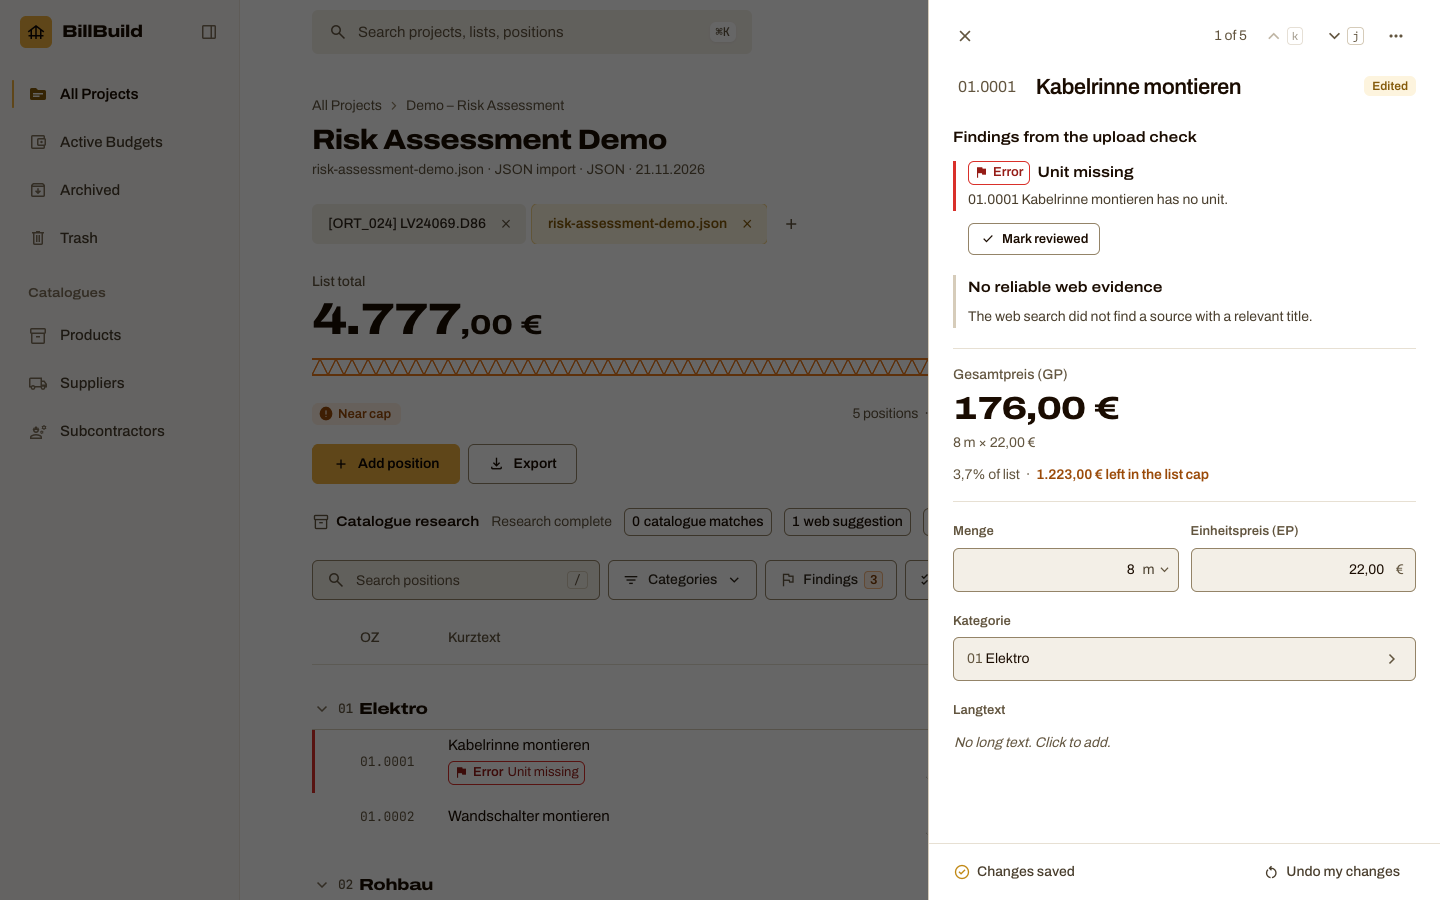 BillBuild
All Projects
Active Budgets
Archived
Trash
Catalogues
Products
Suppliers
Subcontractors
Search projects, lists, positions ⌘K
All Projects > Demo – Risk Assessment
Risk Assessment Demo
risk-assessment-demo.json · JSON import · JSON · 21.11.2026
[ORT_024] LV24069.D86 × risk-assessment-demo.json × +
List total
4.777,00 €
Near cap
5 positions ·
+ Add position
Export
Catalogue research Research complete 0 catalogue matches 1 web suggestion
Search positions /
Categories
Findings 3
OZ Kurztext
01 Elektro
01.0001 Kabelrinne montieren
Error Unit missing
01.0002 Wandschalter montieren
02 Rohbau
1 of 5 k j
01.0001 Kabelrinne montieren Edited
Findings from the upload check
Error Unit missing
01.0001 Kabelrinne montieren has no unit.
Mark reviewed
No reliable web evidence
The web search did not find a source with a relevant title.
Gesamtpreis (GP)
176,00 €
8 m × 22,00 €
3,7% of list · 1.223,00 € left in the list cap
Menge Einheitspreis (EP)
8 m 22,00 €
Kategorie
01 Elektro
Langtext
No long text. Click to add.
Changes saved
Undo my changes